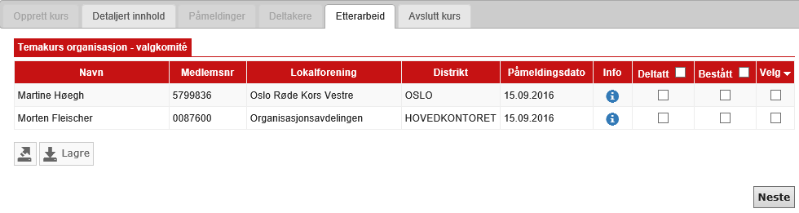 Opprett kurs Detaljert innhold Påmeldinger Deltakere Etterarbeid Avslutt kurs
Temakurs organisasjon - valgkomité
Navn Medlemsnr Lokalforening Distrikt Påmeldingsdato Info Deltatt Bestått Velg
Martine Høegh 5799836 Oslo Røde Kors Vestre OSLO 15.09.2016
Morten Fleischer 0087600 Organisasjonsavdelingen HOVEDKONTORET 15.09.2016
Lagre
Neste